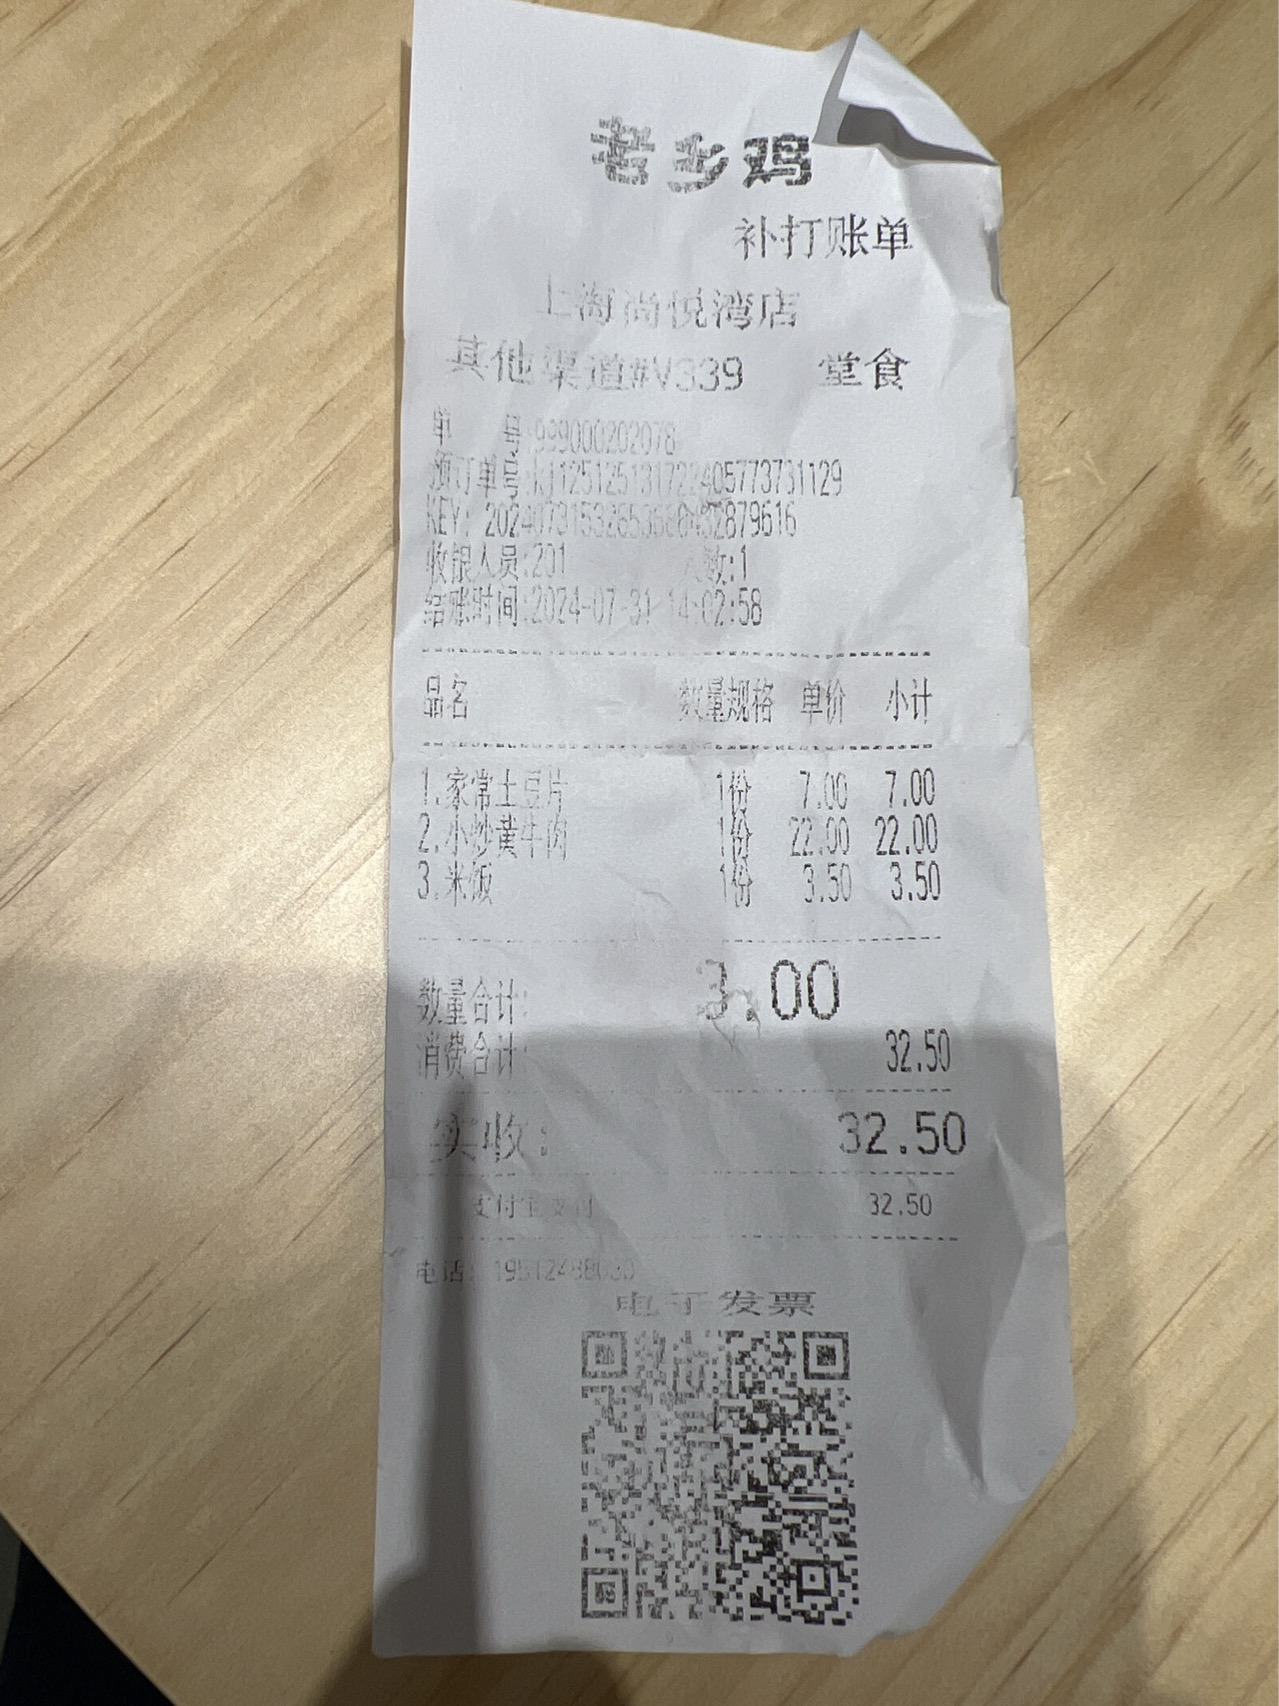 老乡鸡
补打账单
上海尚悦湾店
其他渠道#V339 堂食
单 号:999000202078
预订单号:
KEY:
收银人员:201 人数:1
结账时间:2024-07-31 14:02:58
品名 数量规格 单价 小计
1.家常土豆片 1份 7.00 7.00
2.小炒黄牛肉 1份 22.00 22.00
3.米饭 1份 3.50 3.50
数量合计: 3.00
消费合计: 32.50
实收: 32.50
支付宝支付 32.50
电话:
电子发票